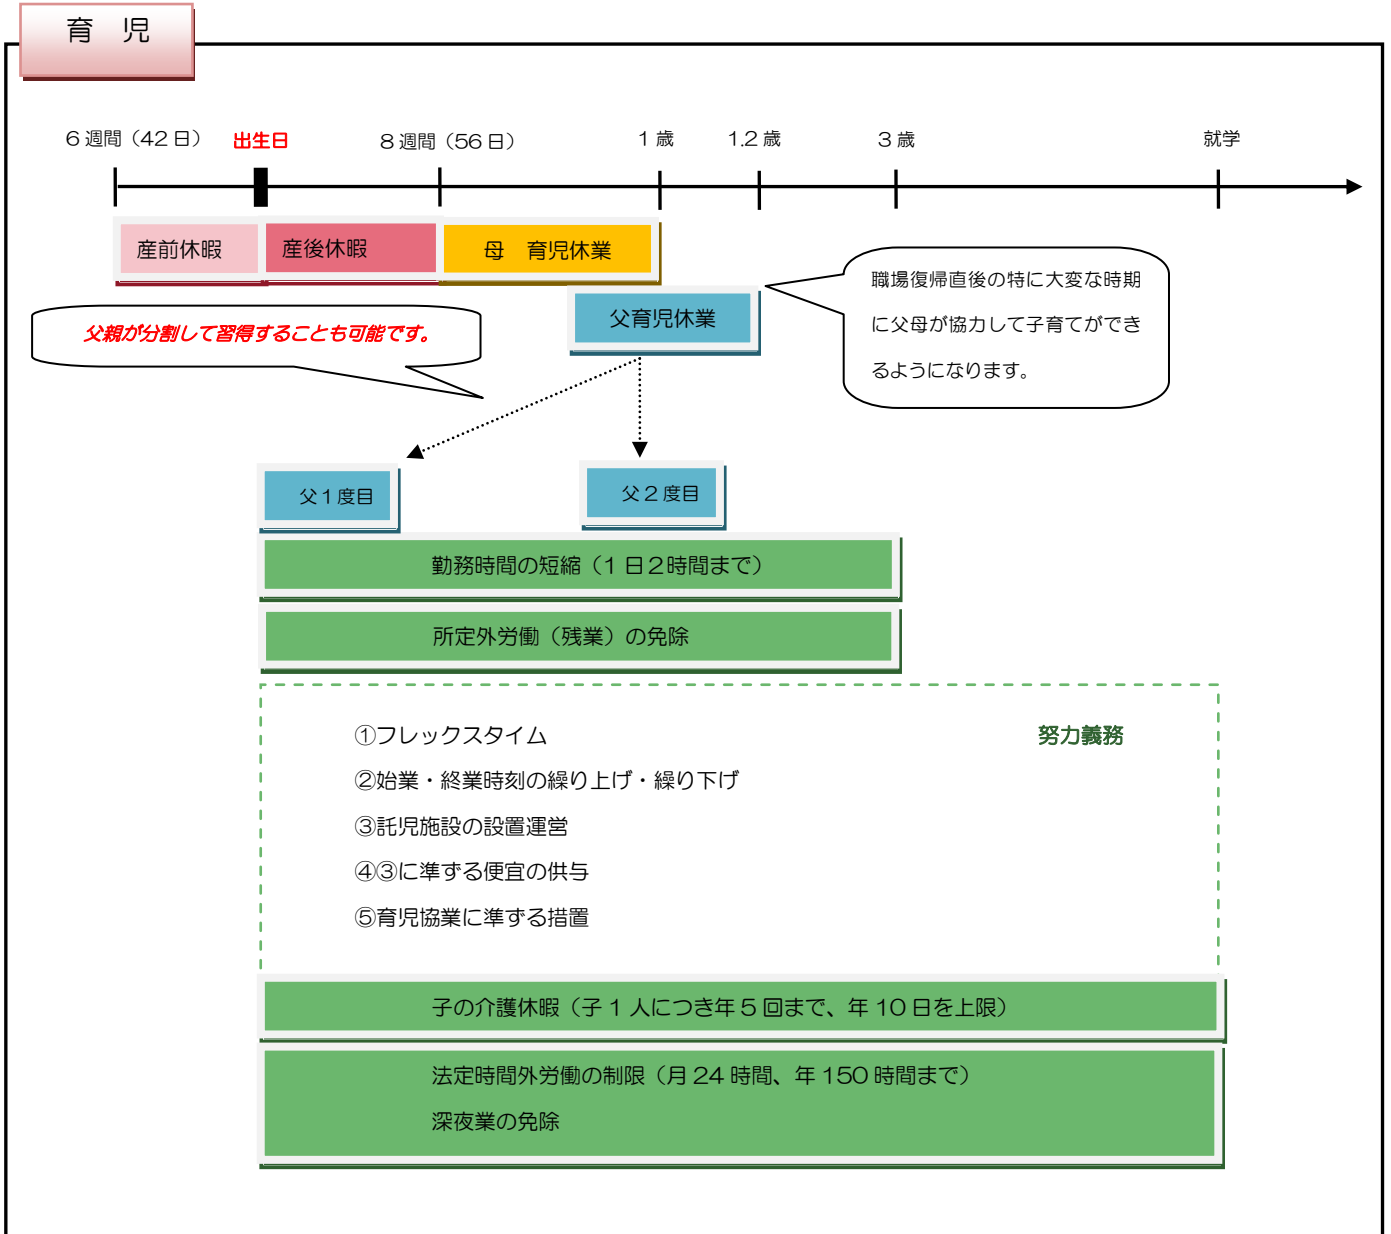 育　児
6週間（42日）　出生日　8週間（56日）　1歳　1.2歳　3歳　就学
産前休暇　産後休暇　母　育児休業
父育児休業
職場復帰直後の特に大変な時期
に父母が協力して子育てができ
るようになります。
父親が分割して習得することも可能です。
父1度目　父2度目
勤務時間の短縮（1日2時間まで）
所定外労働（残業）の免除
①フレックスタイム　努力義務
②始業・終業時刻の繰り上げ・繰り下げ
③託児施設の設置運営
④③に準ずる便宜の供与
⑤育児協業に準ずる措置
子の介護休暇（子1人につき年5回まで、年10日を上限）
法定時間外労働の制限（月24時間、年150時間まで）
深夜業の免除